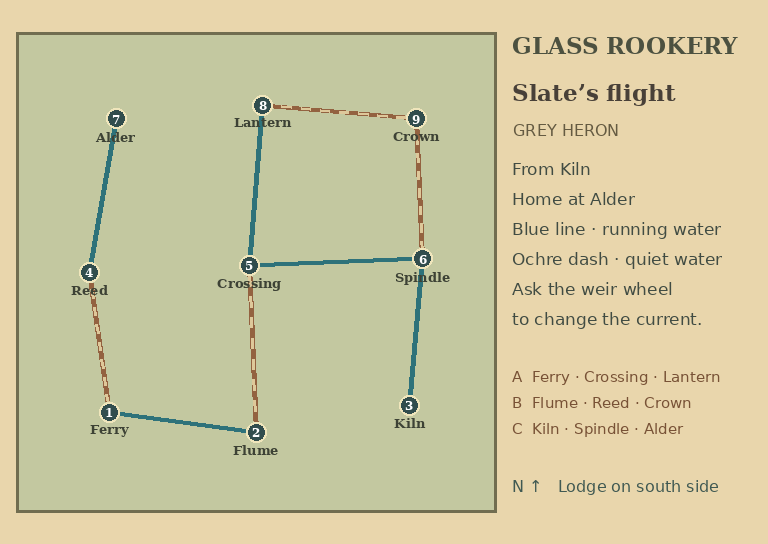 7
Alder
8
Lantern
9
Crown
4
Reed
5
Crossing
6
Spindle
1
Ferry
2
Flume
3
Kiln
GLASS ROOKERY
Slate’s flight
GREY HERON
From Kiln
Home at Alder
Blue line · running water
Ochre dash · quiet water
Ask the weir wheel
to change the current.
A Ferry · Crossing · Lantern
B Flume · Reed · Crown
C Kiln · Spindle · Alder
N ↑ Lodge on south side